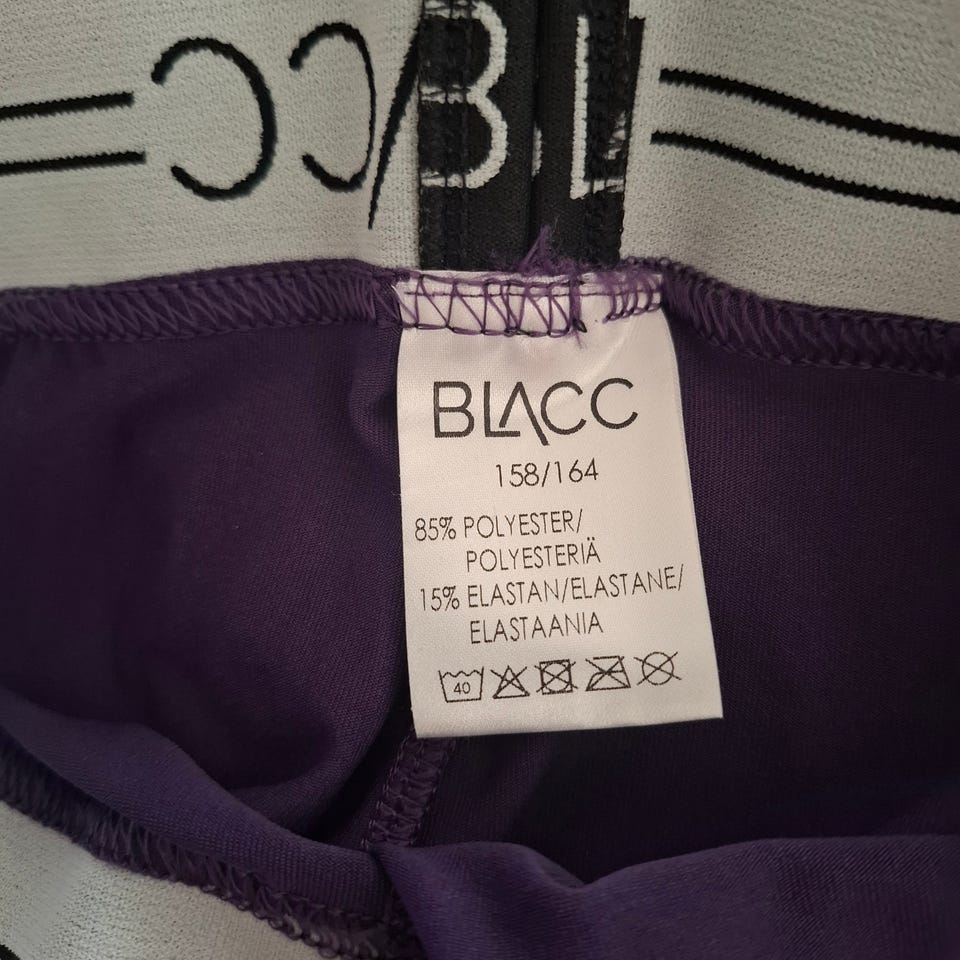 BLACC
158/164
85% POLYESTER/
POLYESTERIÄ
15% ELASTAN/ELASTANE/
ELASTAANIA
40